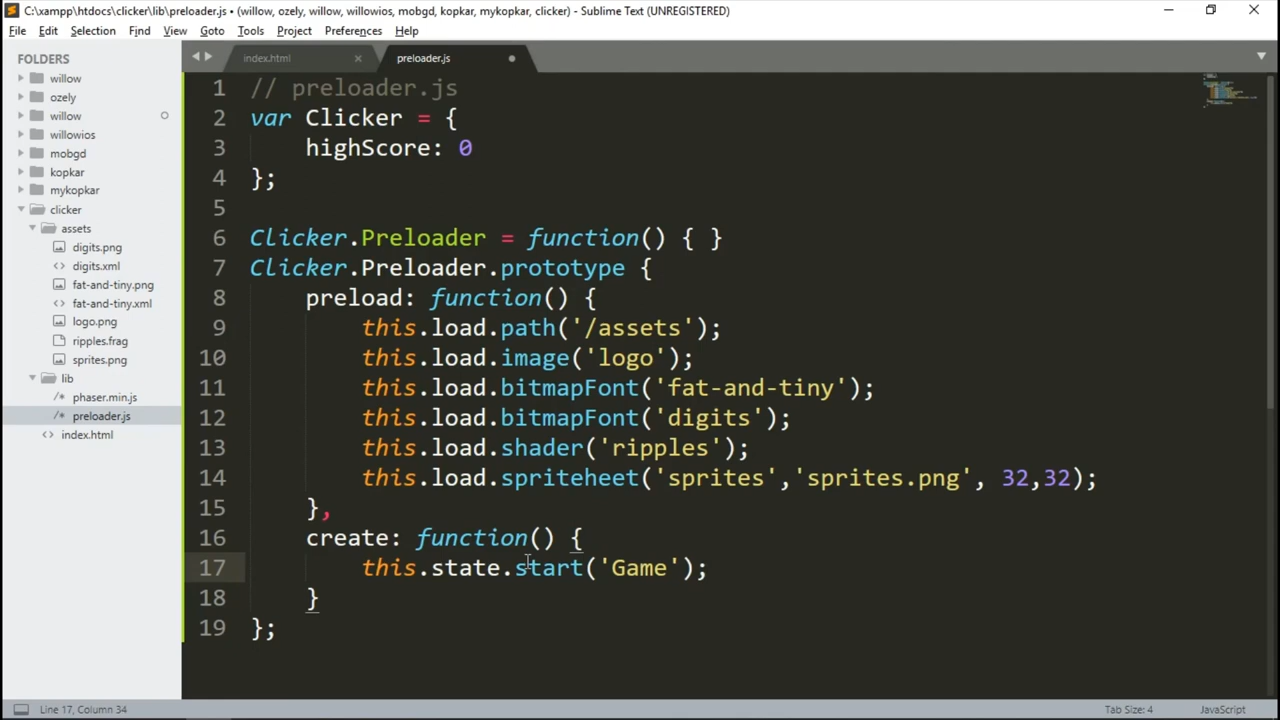 C:\xampp\htdocs\clicker\lib\preloader.js • (willow, ozely, willow, willowios, mobgd, kopkar, mykopkar, clicker) - Sublime Text (UNREGISTERED)
File Edit Selection Find View Goto Tools Project Preferences Help
FOLDERS
willow
ozely
willow
willowios
mobgd
kopkar
mykopkar
clicker
assets
digits.png
digits.xml
fat-and-tiny.png
fat-and-tiny.xml
logo.png
ripples.frag
sprites.png
lib
phaser.min.js
preloader.js
index.html
index.html preloader.js
1 // preloader.js
2 var Clicker = {
3 highScore: 0
4 };
5
6 Clicker.Preloader = function() { }
7 Clicker.Preloader.prototype {
8 preload: function() {
9 this.load.path('/assets');
10 this.load.image('logo');
11 this.load.bitmapFont('fat-and-tiny');
12 this.load.bitmapFont('digits');
13 this.load.shader('ripples');
14 this.load.spriteheet('sprites','sprites.png', 32,32);
15 },
16 create: function() {
17 this.state.start('Game');
18 }
19 };
Line 17, Column 34 Tab Size: 4 JavaScript